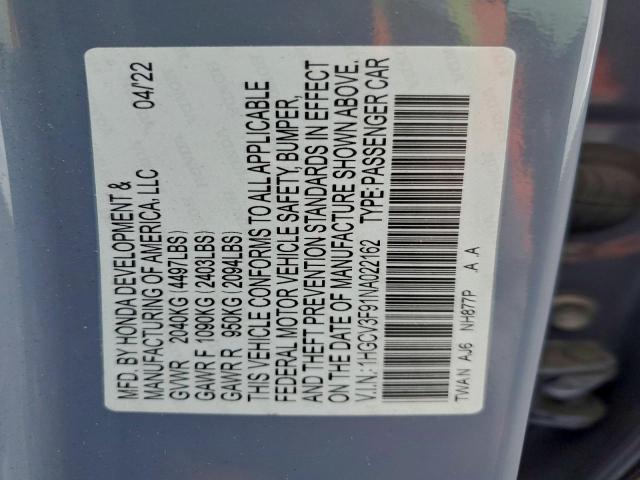 MFD. BY HONDA DEVELOPMENT & 04/22
MANUFACTURING OF AMERICA, LLC
GVWR 2040KG (4497LBS)
GAWR F 1090KG (2403LBS)
GAWR R 950KG (2094LBS)
THIS VEHICLE CONFORMS TO ALL APPLICABLE
FEDERAL MOTOR VEHICLE SAFETY, BUMPER,
AND THEFT PREVENTION STANDARDS IN EFFECT
ON THE DATE OF MANUFACTURE SHOWN ABOVE.
V.I.N.: 1HGCV3F91NA022162 TYPE: PASSENGER CAR
TWAN AJ6 NH877P A .A